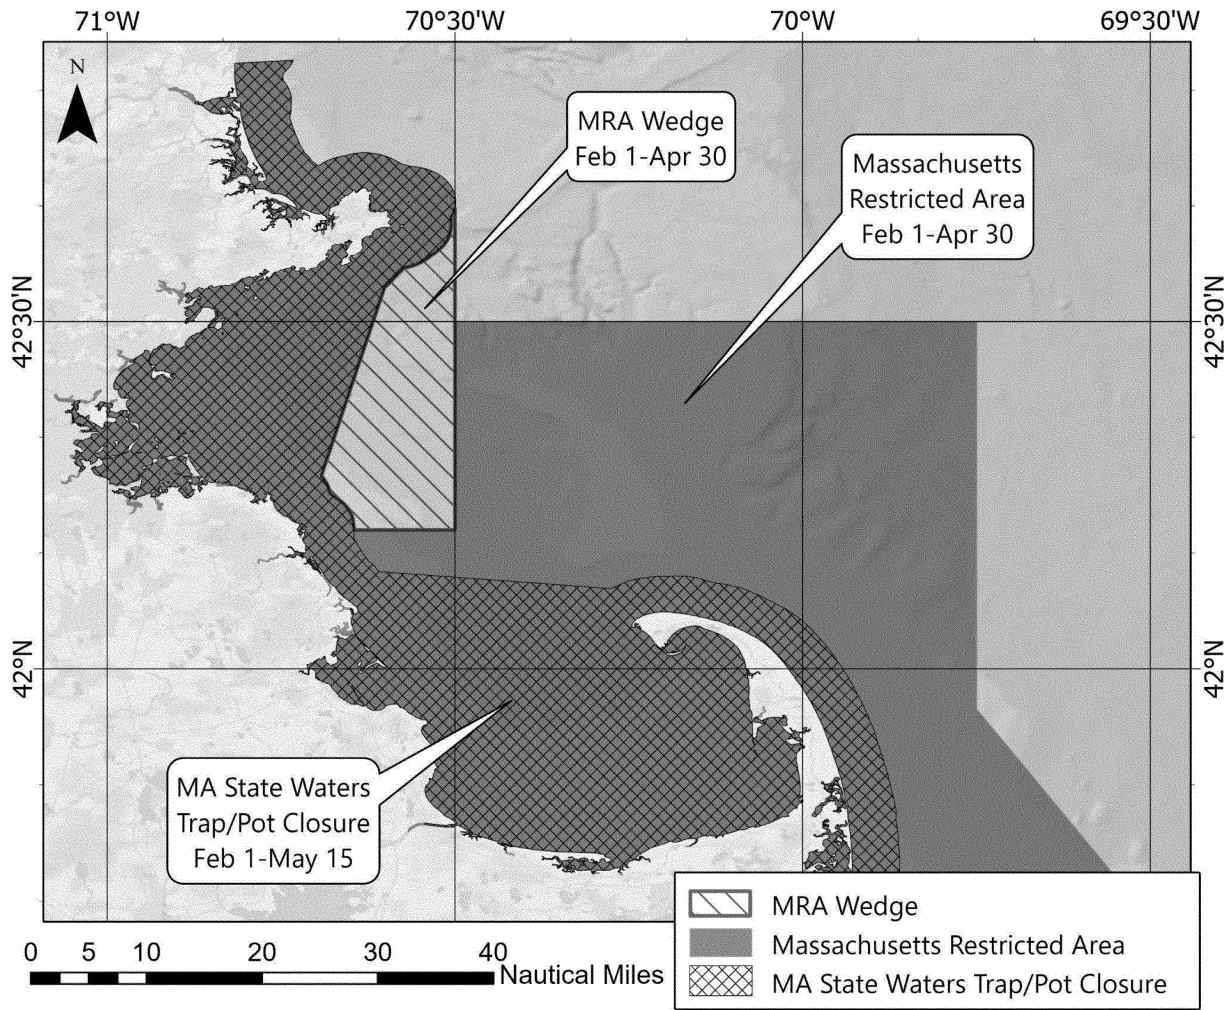 71°W
70°30'W
70°W
69°30'W
N
MRA Wedge
Feb 1-Apr 30
Massachusetts
Restricted Area
Feb 1-Apr 30
42°30'N
42°30'N
42°N
42°N
MA State Waters
Trap/Pot Closure
Feb 1-May 15
MRA Wedge
Massachusetts Restricted Area
MA State Waters Trap/Pot Closure
0 5 10 20 30 40
Nautical Miles